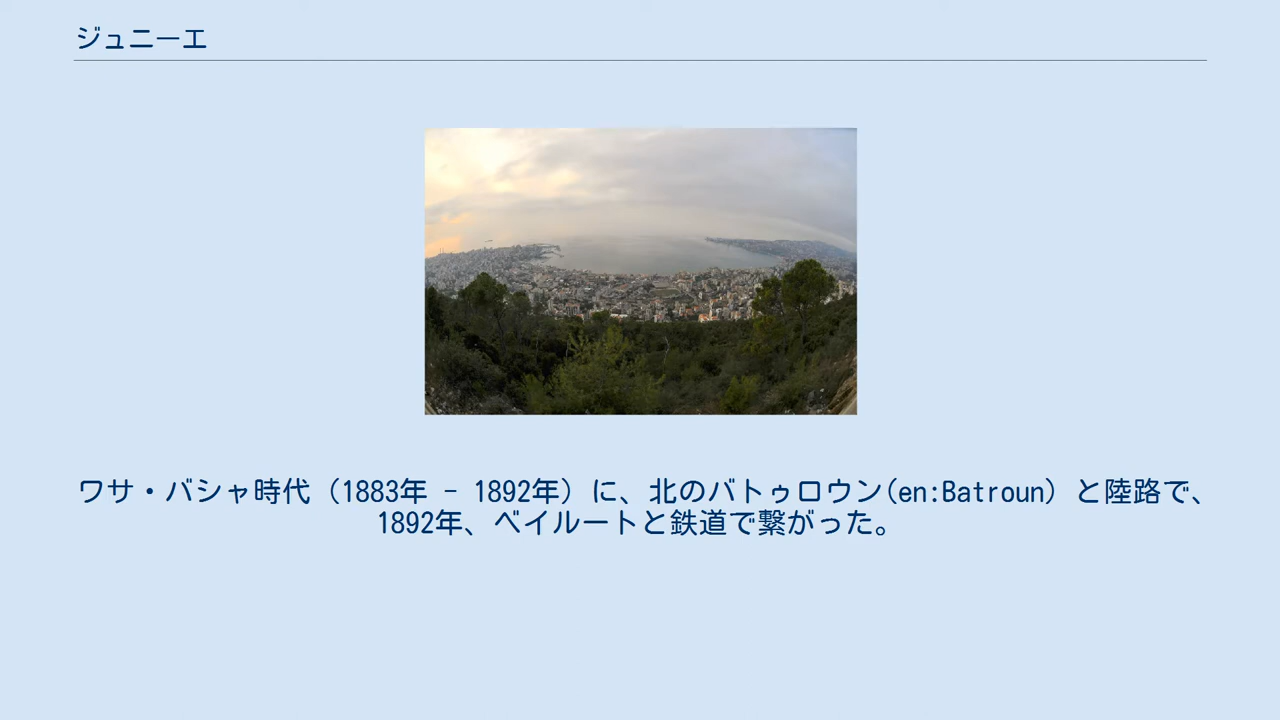 ジュニーエ
ワサ・バシャ時代（1883年 - 1892年）に、北のバトゥロウン(en:Batroun) と陸路で、
1892年、ベイルートと鉄道で繋がった。